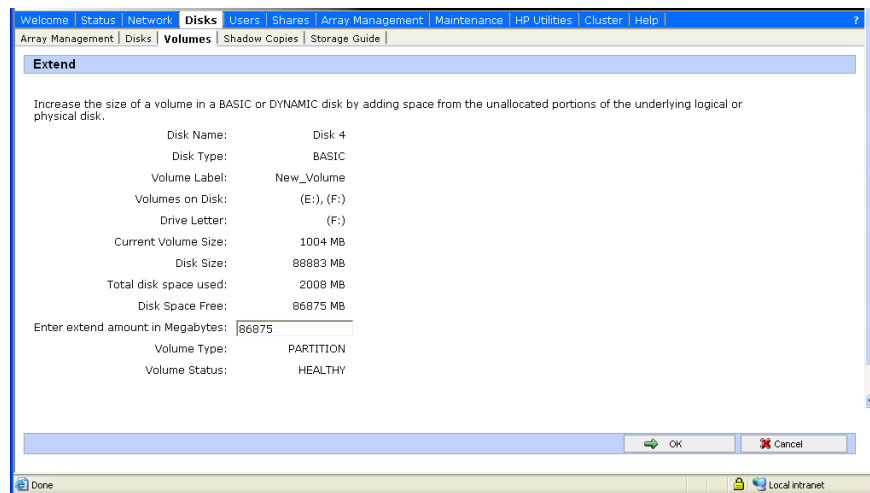 Welcome | Status | Network | Disks | Users | Shares | Array Management | Maintenance | HP Utilities | Cluster | Help | ?
Array Management | Disks | Volumes | Shadow Copies | Storage Guide |
Extend
Increase the size of a volume in a BASIC or DYNAMIC disk by adding space from the unallocated portions of the underlying logical or
physical disk.
Disk Name: Disk 4
Disk Type: BASIC
Volume Label: New_Volume
Volumes on Disk: (E:), (F:)
Drive Letter: (F:)
Current Volume Size: 1004 MB
Disk Size: 88883 MB
Total disk space used: 2008 MB
Disk Space Free: 86875 MB
Enter extend amount in Megabytes: 86875
Volume Type: PARTITION
Volume Status: HEALTHY
OK Cancel
Done Local intranet